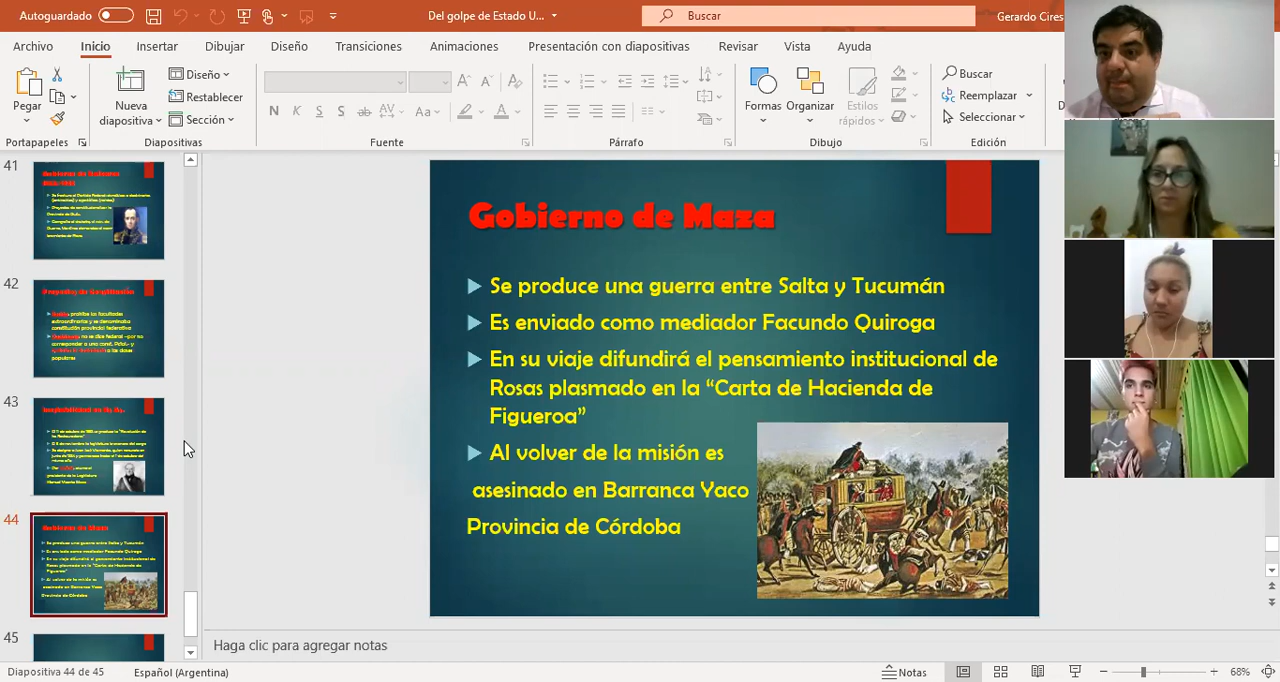 Autoguardado
Del golpe de Estado U...
Buscar
Gerardo Cires
Archivo Inicio Insertar Dibujar Diseño Transiciones Animaciones Presentación con diapositivas Revisar Vista Ayuda
Pegar
Nueva diapositiva
Diseño
Restablecer
Sección
N K S S ab AV Aa A
Formas Organizar Estilos rápidos
Buscar
Reemplazar
Seleccionar
Portapapeles Diapositivas Fuente Párrafo Dibujo Edición
41
42
43
44
45
Gobierno de Maza
Se produce una guerra entre Salta y Tucumán
Es enviado como mediador Facundo Quiroga
En su viaje difundirá el pensamiento institucional de
Rosas plasmado en la “Carta de Hacienda de
Figueroa”
Al volver de la misión es
asesinado en Barranca Yaco
Provincia de Córdoba
Haga clic para agregar notas
Diapositiva 44 de 45 Español (Argentina) Notas 68%